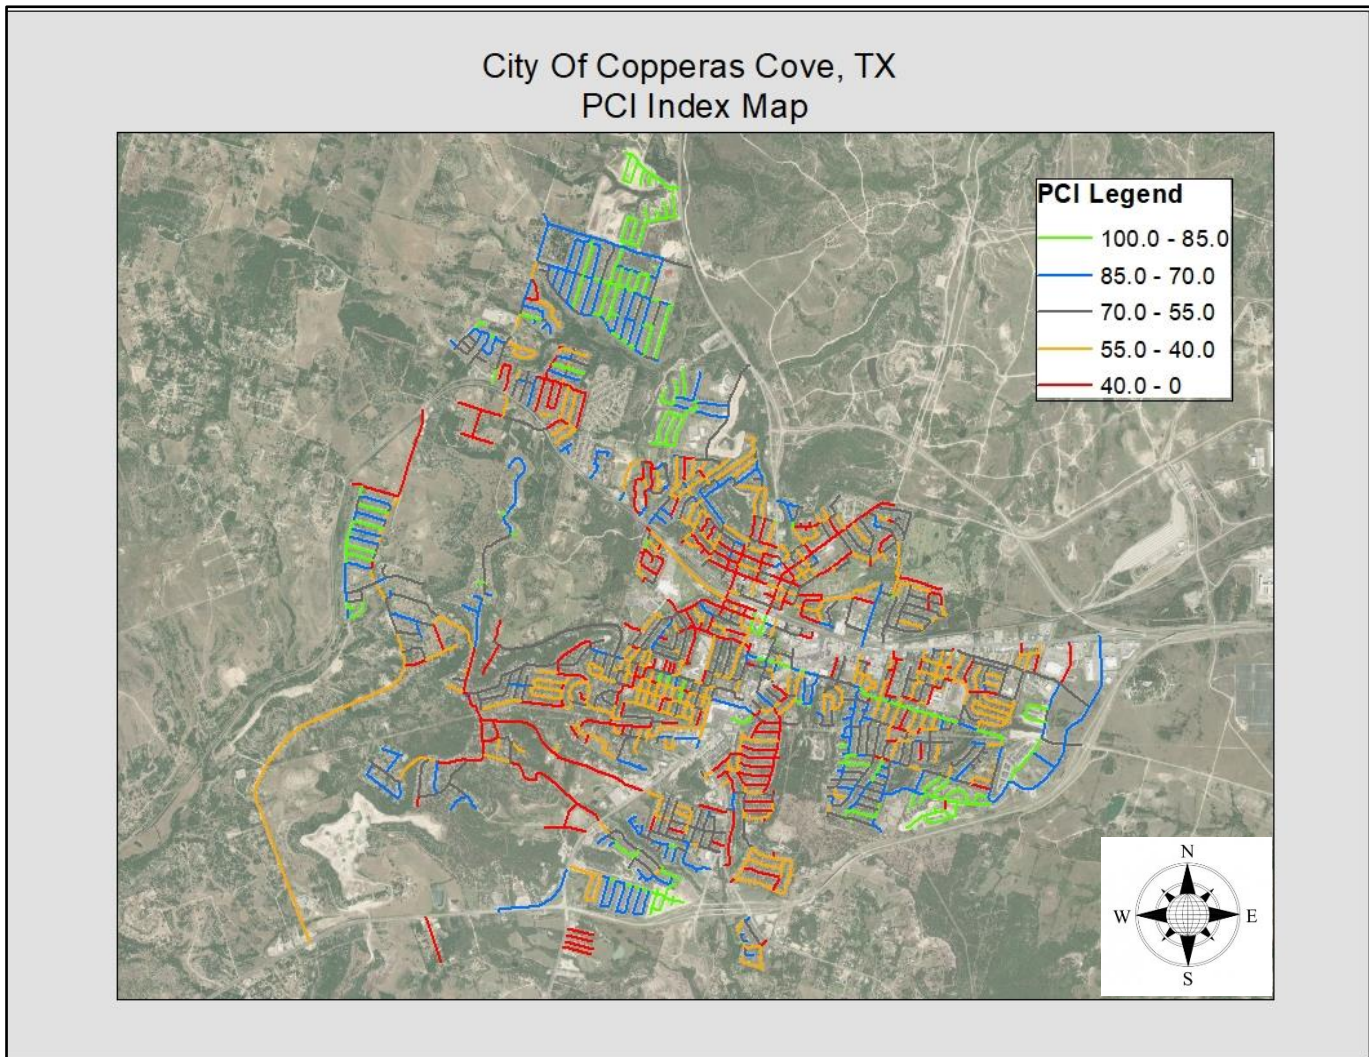 City Of Copperas Cove, TX
PCI Index Map
PCI Legend
100.0 - 85.0
85.0 - 70.0
70.0 - 55.0
55.0 - 40.0
40.0 - 0
N
W E
S